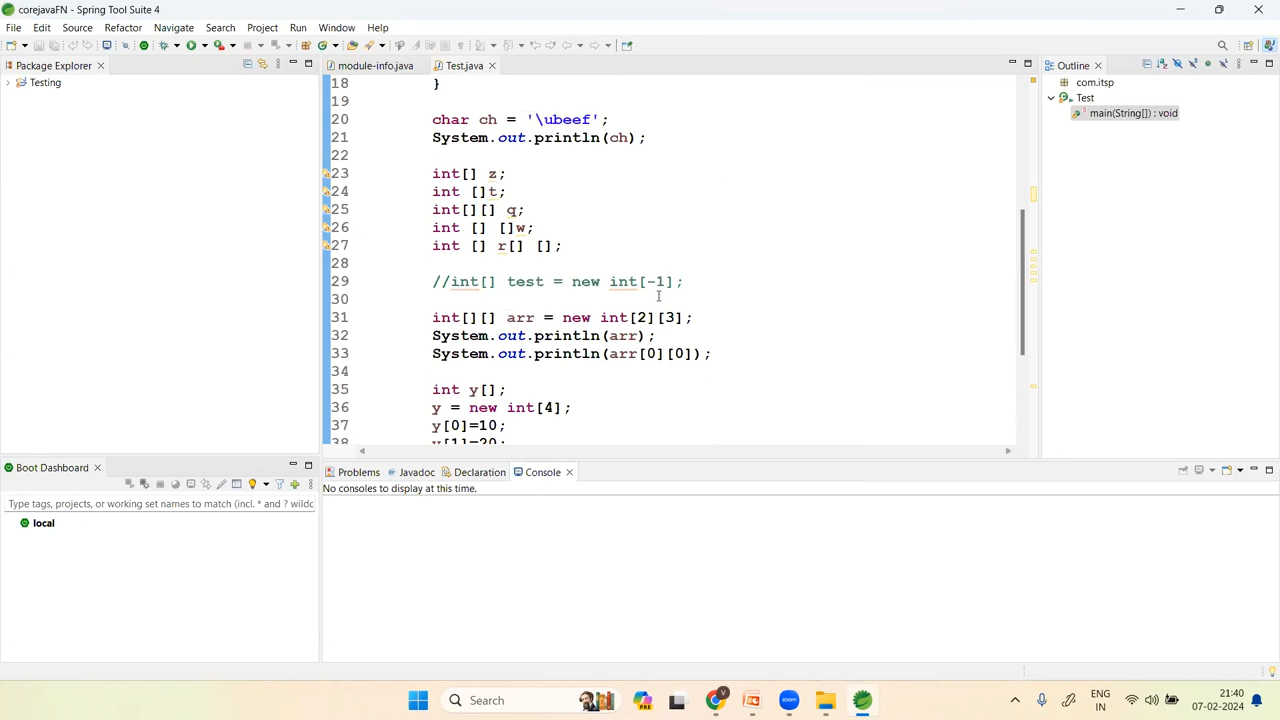 corejavaFN - Spring Tool Suite 4
File Edit Source Refactor Navigate Search Project Run Window Help
Package Explorer
Testing
module-info.java Test.java
18 }
19
20 char ch = '\ubeef';
21 System.out.println(ch);
22
23 int[] z;
24 int []t;
25 int[][] q;
26 int [] []w;
27 int [] r[] [];
28
29 //int[] test = new int[-1];
30
31 int[][] arr = new int[2][3];
32 System.out.println(arr);
33 System.out.println(arr[0][0]);
34
35 int y[];
36 y = new int[4];
37 y[0]=10;
38 y[1]=20;
Outline
com.itsp
Test
main(String[]) : void
Boot Dashboard
Type tags, projects, or working set names to match (incl. * and ? wildc
local
Problems Javadoc Declaration Console
No consoles to display at this time.
Search
PRE
V
ENG
IN
21:40
07-02-2024